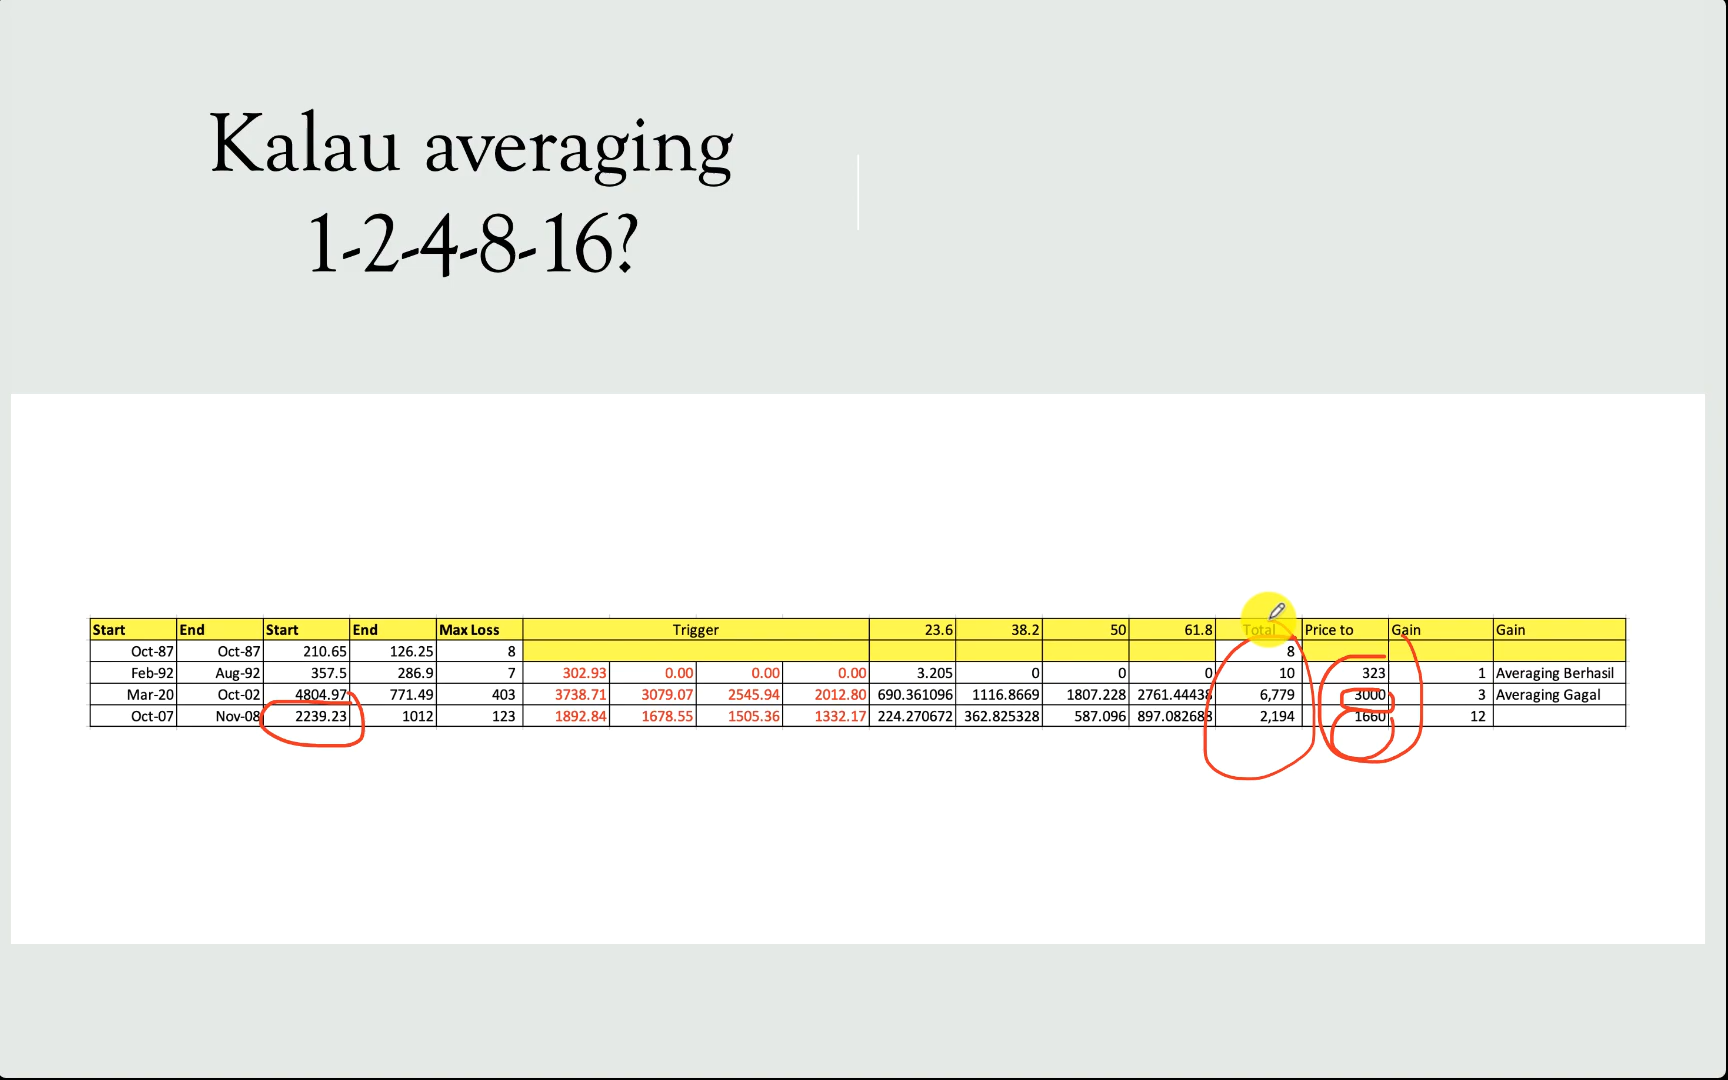 Kalau averaging
1-2-4-8-16?
Start End Start End Max Loss Trigger 23.6 38.2 50 61.8 Total Price to Gain Gain
Oct-87 Oct-87 210.65 126.25 8 8
Feb-92 Aug-92 357.5 286.9 7 302.93 0.00 0.00 0.00 3.205 0 0 0 10 323 1 Averaging Berhasil
Mar-20 Oct-02 4804.97 771.49 403 3738.71 3079.07 2545.94 2012.80 690.361096 1116.8669 1807.228 2761.44438 6,779 3000 3 Averaging Gagal
Oct-07 Nov-08 2239.23 1012 123 1892.84 1678.55 1505.36 1332.17 224.270672 362.825328 587.096 897.082688 2,194 1660 12